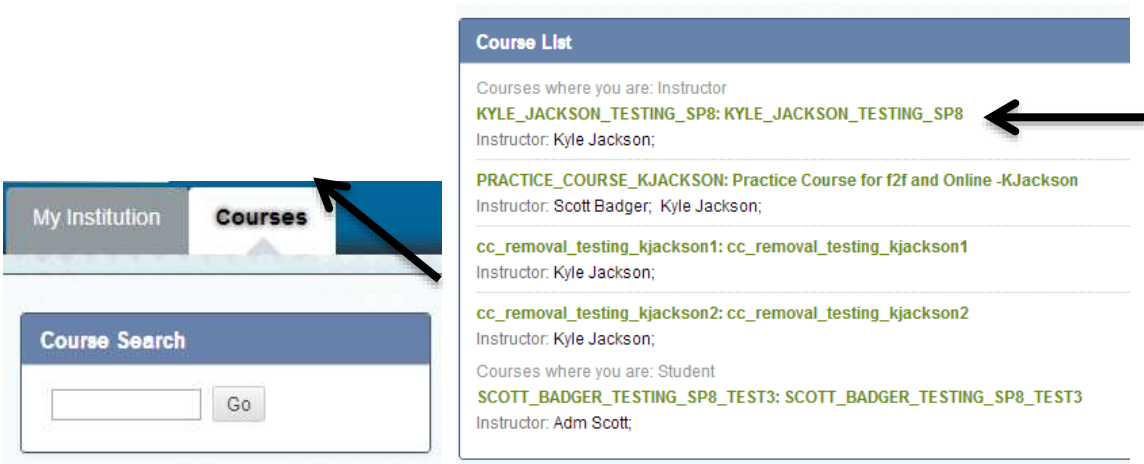 My Institution
Courses
Course Search
Go
Course List
Courses where you are: Instructor
KYLE_JACKSON_TESTING_SP8: KYLE_JACKSON_TESTING_SP8
Instructor: Kyle Jackson;
PRACTICE_COURSE_KJACKSON: Practice Course for f2f and Online -KJackson
Instructor: Scott Badger; Kyle Jackson;
cc_removal_testing_kjackson1: cc_removal_testing_kjackson1
Instructor: Kyle Jackson;
cc_removal_testing_kjackson2: cc_removal_testing_kjackson2
Instructor: Kyle Jackson;
Courses where you are: Student
SCOTT_BADGER_TESTING_SP8_TEST3: SCOTT_BADGER_TESTING_SP8_TEST3
Instructor: Adm Scott;